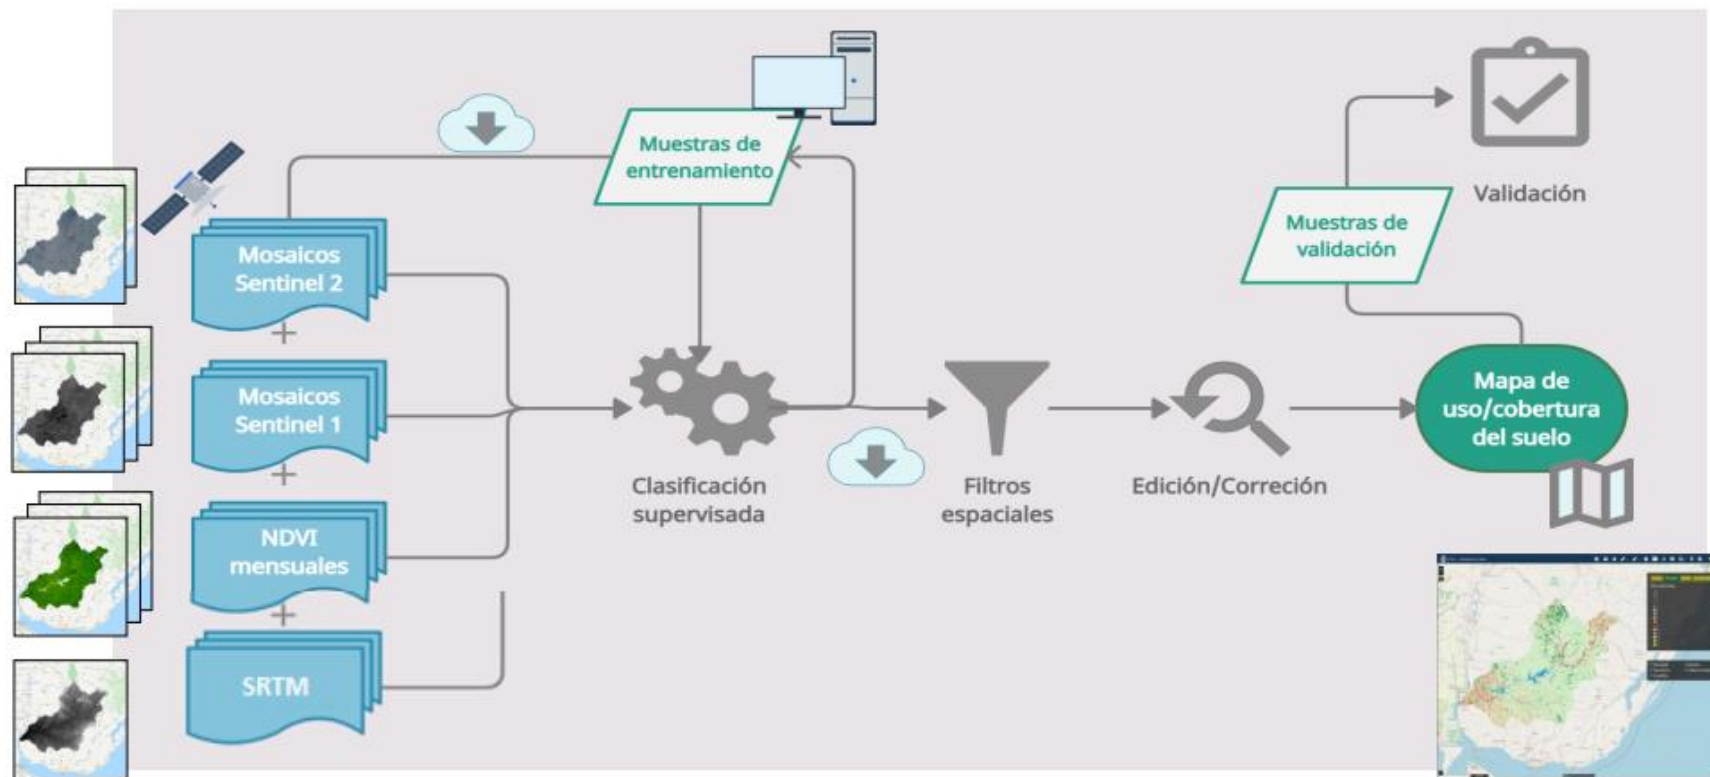 Muestras de
entrenamiento
Mosaicos
Sentinel 2
+
Mosaicos
Sentinel 1
+
NDVI
mensuales
+
SRTM
Clasificación
supervisada
Filtros
espaciales
Edición/Correción
Muestras de
validación
Validación
Mapa de
uso/cobertura
del suelo